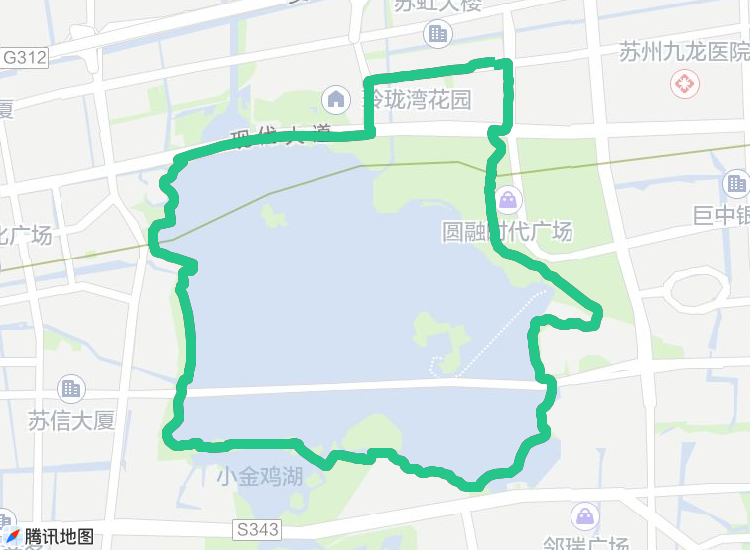 苏虹大楼
G312
苏州九龙医院
厦
玲珑湾花园
现代大道
巨中银
圆融时代广场
北广场
苏信大厦
小金鸡湖
S343
邻瑞广场
腾讯地图